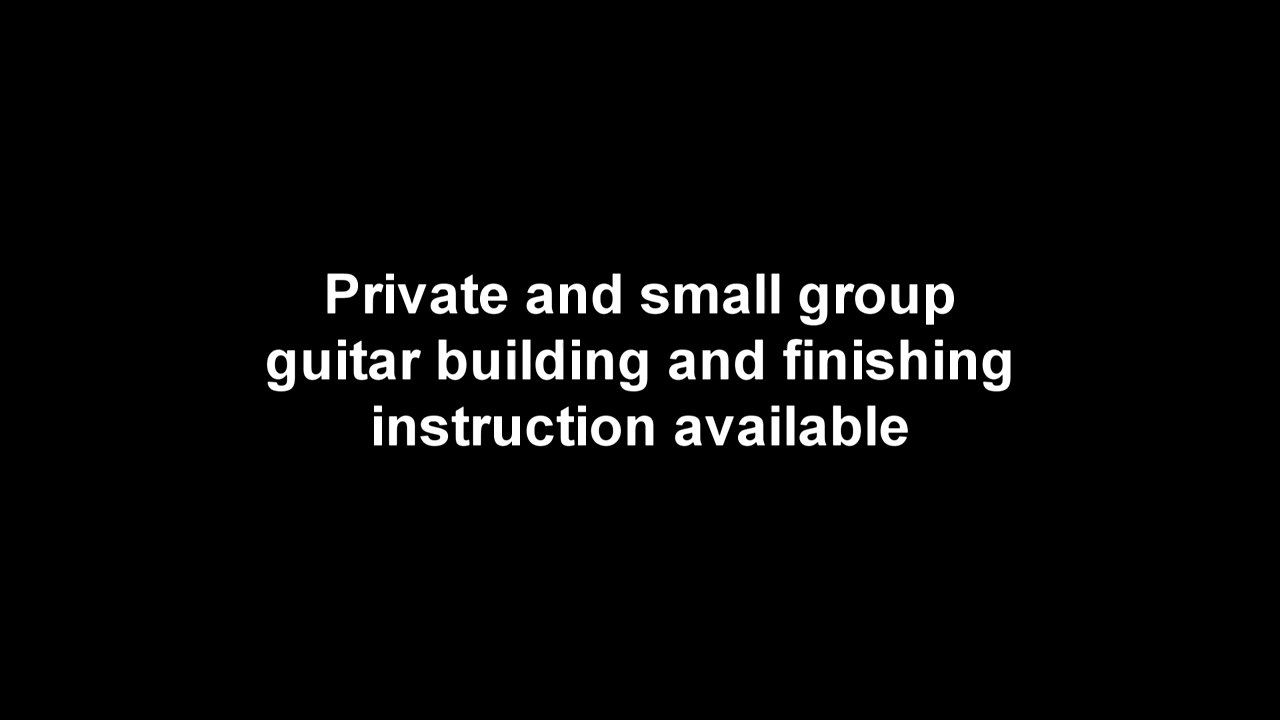 Private and small group
guitar building and finishing
instruction available